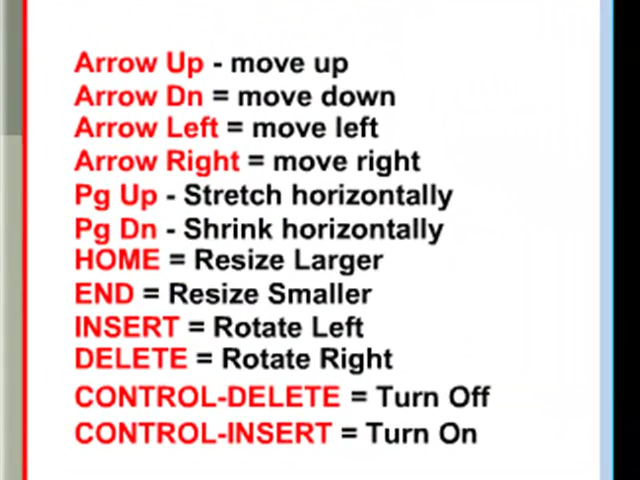 Arrow Up - move up
Arrow Dn = move down
Arrow Left = move left
Arrow Right = move right
Pg Up - Stretch horizontally
Pg Dn - Shrink horizontally
HOME = Resize Larger
END = Resize Smaller
INSERT = Rotate Left
DELETE = Rotate Right
CONTROL-DELETE = Turn Off
CONTROL-INSERT = Turn On